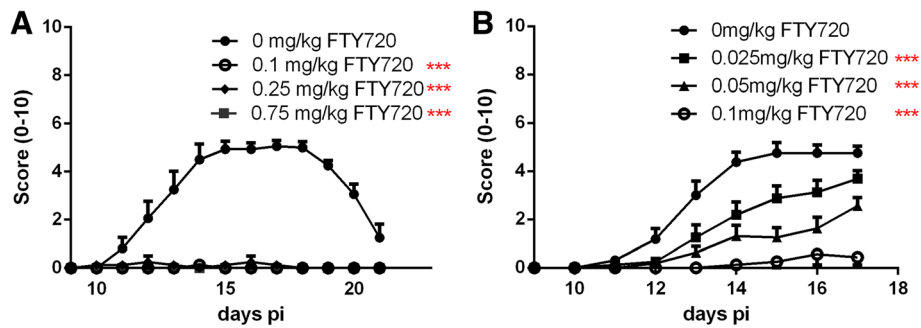 A
10
8
6
4
2
0
Score (0-10)
0 mg/kg FTY720
0.1 mg/kg FTY720 ***
0.25 mg/kg FTY720 ***
0.75 mg/kg FTY720 ***
10 15 20
days pi
B
10
8
6
4
2
0
Score (0-10)
0mg/kg FTY720
0.025mg/kg FTY720 ***
0.05mg/kg FTY720 ***
0.1mg/kg FTY720 ***
10 12 14 16 18
days pi